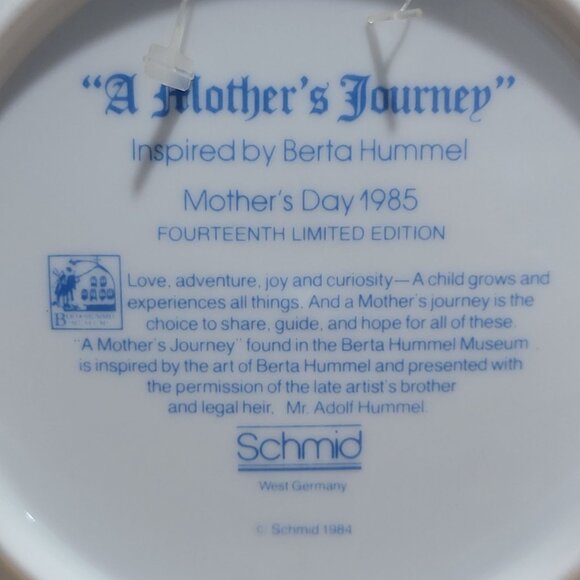 "A Mother's Journey"
Inspired by Berta Hummel
Mother's Day 1985
FOURTEENTH LIMITED EDITION
Love, adventure, joy and curiosity—A child grows and
experiences all things. And a Mother's journey is the
choice to share, guide, and hope for all of these.
"A Mother's Journey" found in the Berta Hummel Museum
is inspired by the art of Berta Hummel and presented with
the permission of the late artist's brother
and legal heir, Mr. Adolf Hummel.
BERTA HUMMEL
MUSEUM
Schmid
West Germany
© Schmid 1984